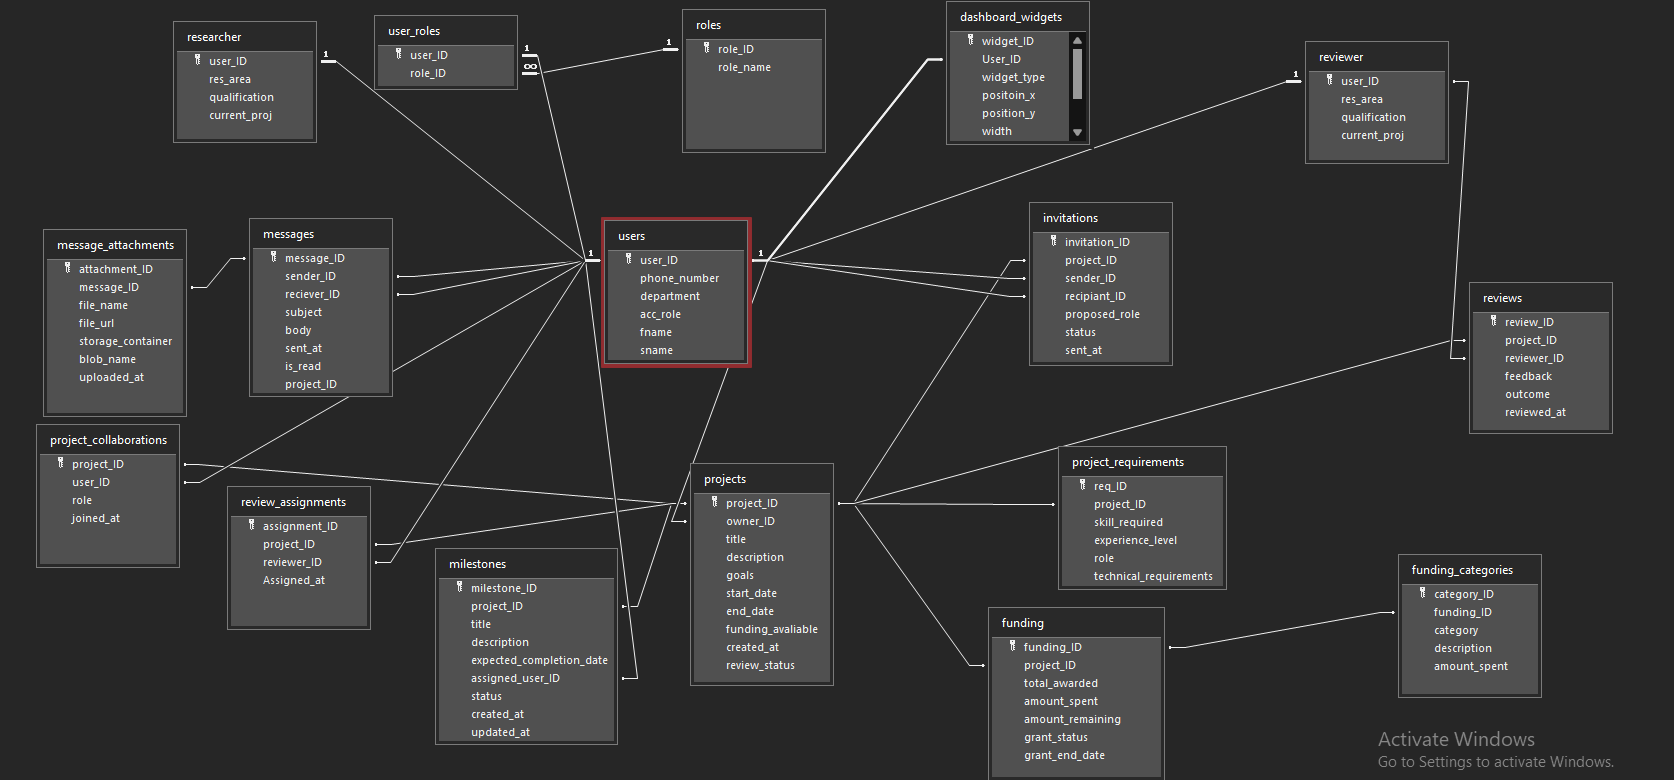 researcher
user_ID
res_area
qualification
current_proj
1
user_roles
user_ID
role_ID
1
∞
roles
role_ID
role_name
1
dashboard_widgets
widget_ID
User_ID
widget_type
positoin_x
position_y
width
reviewer
user_ID
res_area
qualification
current_proj
1
message_attachments
attachment_ID
message_ID
file_name
file_url
storage_container
blob_name
uploaded_at
messages
message_ID
sender_ID
reciever_ID
subject
body
sent_at
is_read
project_ID
users
user_ID
phone_number
department
acc_role
fname
sname
1
1
invitations
invitation_ID
project_ID
sender_ID
recipiant_ID
proposed_role
status
sent_at
reviews
review_ID
project_ID
reviewer_ID
feedback
outcome
reviewed_at
project_collaborations
project_ID
user_ID
role
joined_at
review_assignments
assignment_ID
project_ID
reviewer_ID
Assigned_at
milestones
milestone_ID
project_ID
title
description
expected_completion_date
assigned_user_ID
status
created_at
updated_at
projects
project_ID
owner_ID
title
description
goals
start_date
end_date
funding_avaliable
created_at
review_status
project_requirements
req_ID
project_ID
skill_required
experience_level
role
technical_requirements
funding
funding_ID
project_ID
total_awarded
amount_spent
amount_remaining
grant_status
grant_end_date
funding_categories
category_ID
funding_ID
category
description
amount_spent
Activate Windows
Go to Settings to activate Windows.